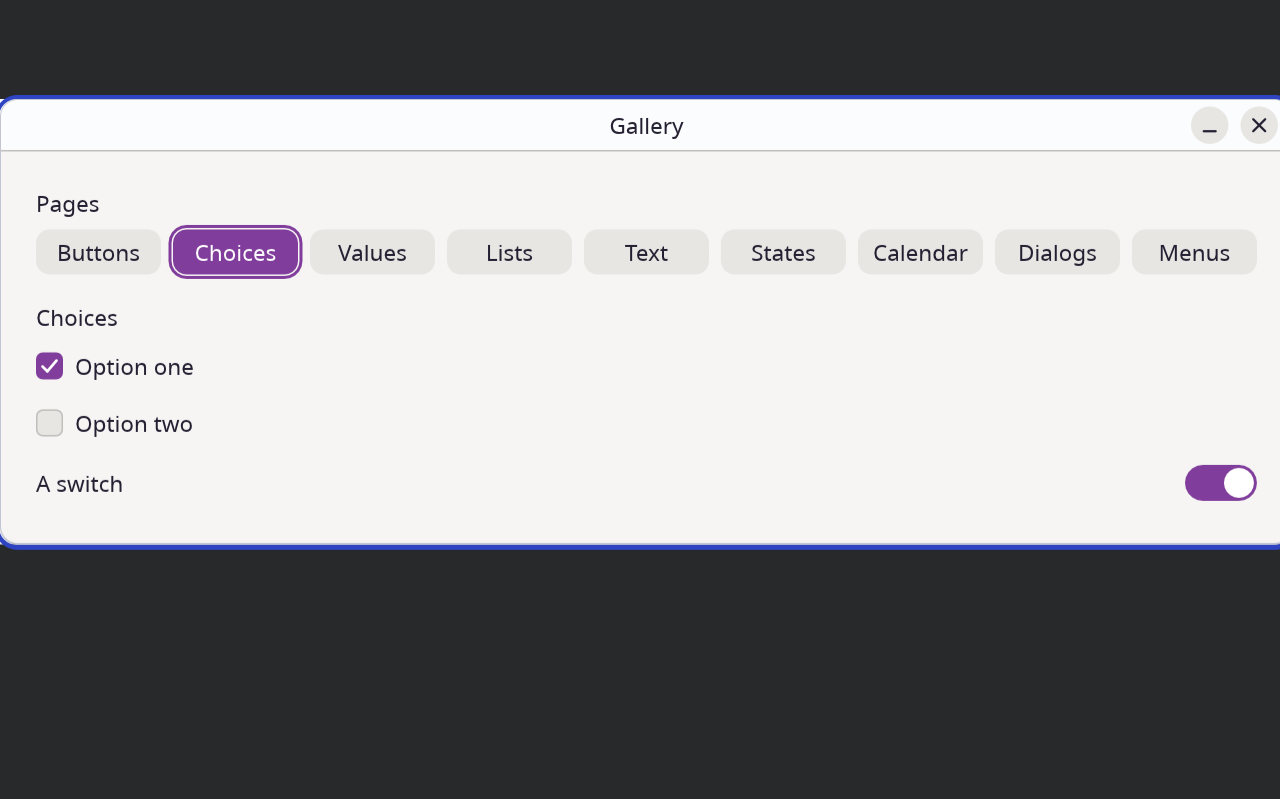 Gallery
Pages
Buttons Choices Values Lists Text States Calendar Dialogs Menus
Choices
Option one
Option two
A switch